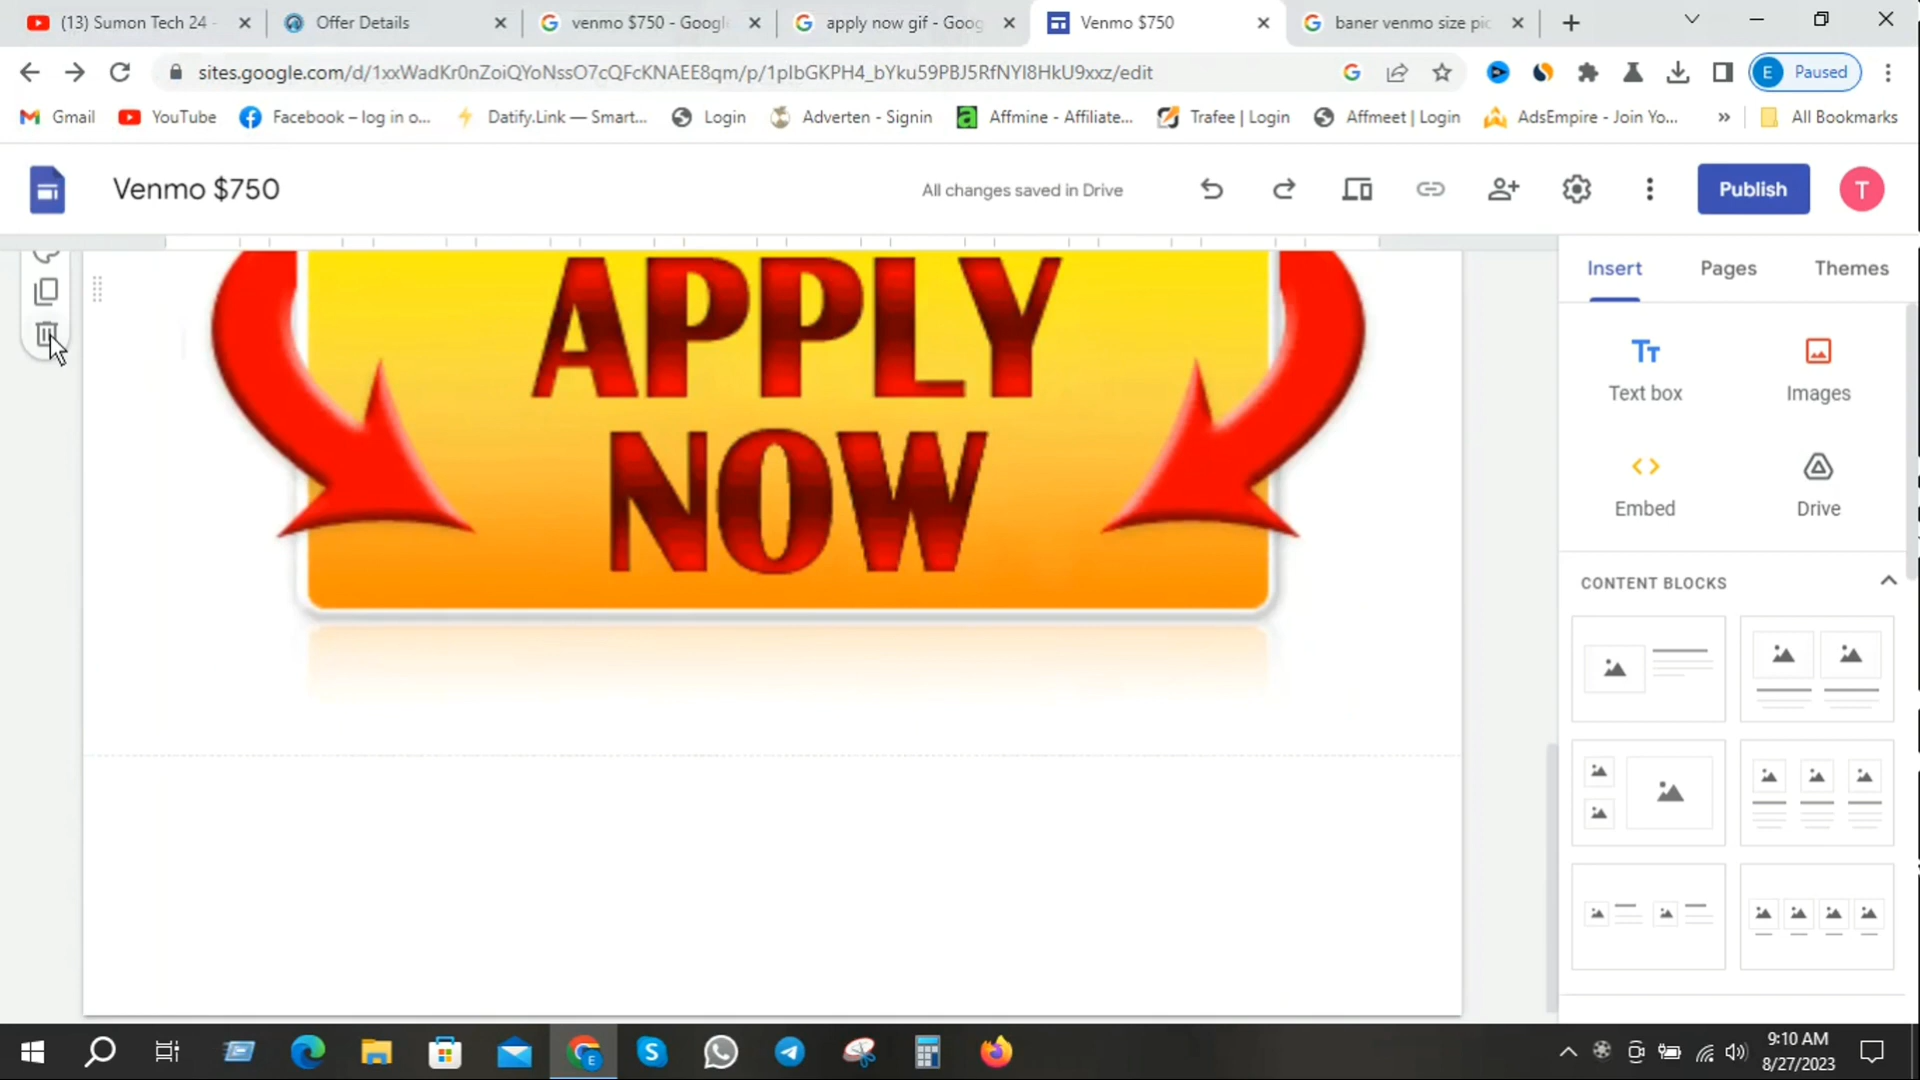 (13) Sumon Tech 24 -
Offer Details
venmo $750 - Google
apply now gif - Goog
Venmo $750
baner venmo size pic
sites.google.com/d/1xxWadKr0nZoiQYoNssO7cQFcKNAEE8qm/p/1plbGKPH4_bYku59PBJ5RfNYI8HkU9xxz/edit
E
Paused
Gmail
YouTube
Facebook – log in o...
Datify.Link — Smart...
Login
Adverten - Signin
Affmine - Affiliate...
Trafee | Login
Affmeet | Login
AdsEmpire - Join Yo...
»
All Bookmarks
Venmo $750
All changes saved in Drive
Publish
T
Insert
Pages
Themes
APPLY
NOW
Text box
Images
Embed
Drive
CONTENT BLOCKS
9:10 AM
8/27/2023